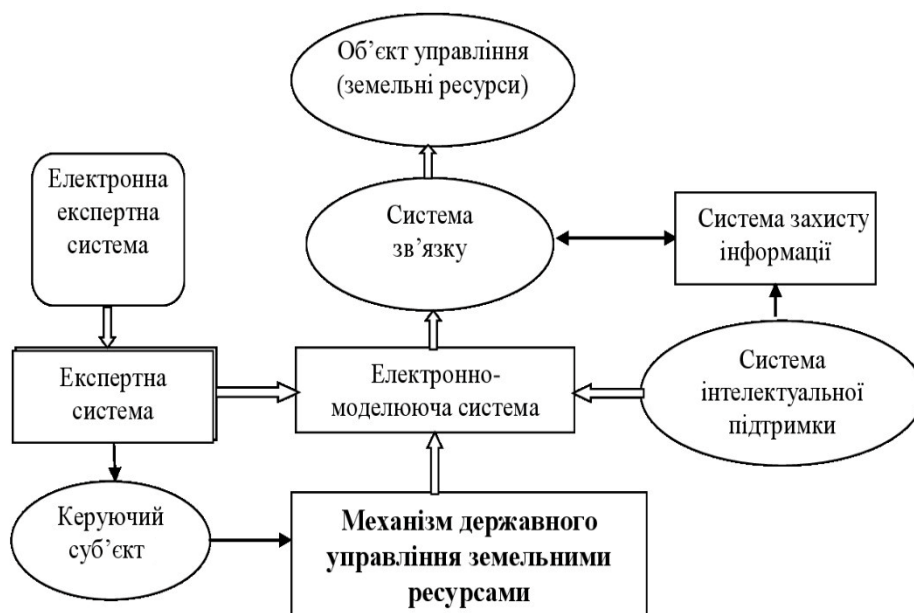 Об’єкт управління
(земельні ресурси)
Електронна
експертна
система
Система
зв’язку
Система захисту
інформації
Експертна
система
Електронно-
моделююча система
Система
інтелектуальної
підтримки
Керуючий
суб’єкт
Механізм державного
управління земельними
ресурсами